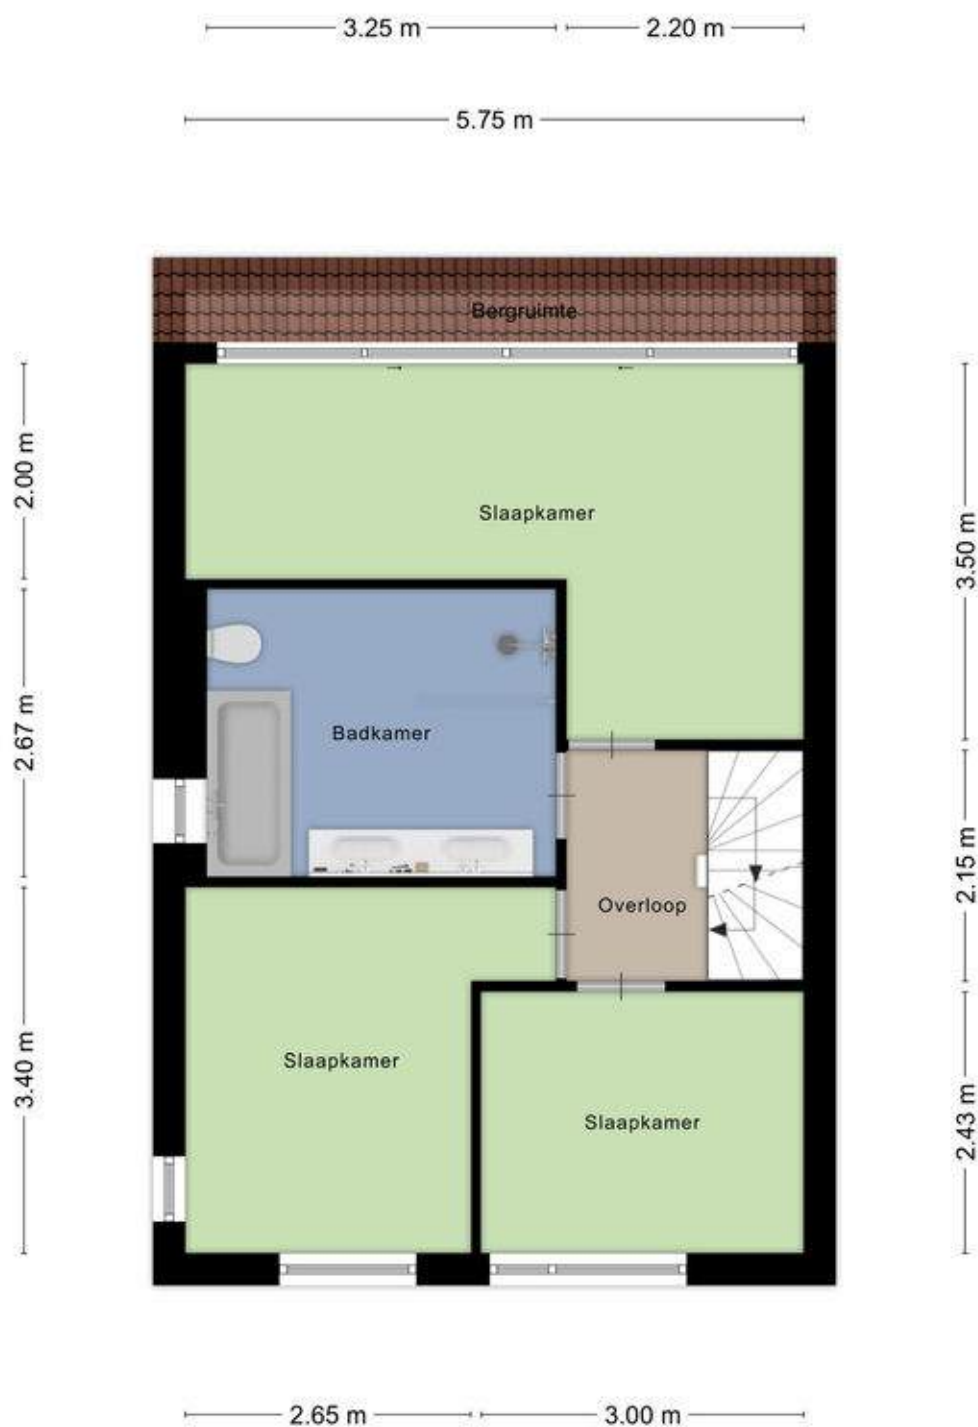 3.25 m
2.20 m
5.75 m
Bergruimte
2.00 m
Slaapkamer
3.50 m
2.67 m
Badkamer
2.15 m
Overloop
3.40 m
Slaapkamer
Slaapkamer
2.43 m
2.65 m
3.00 m